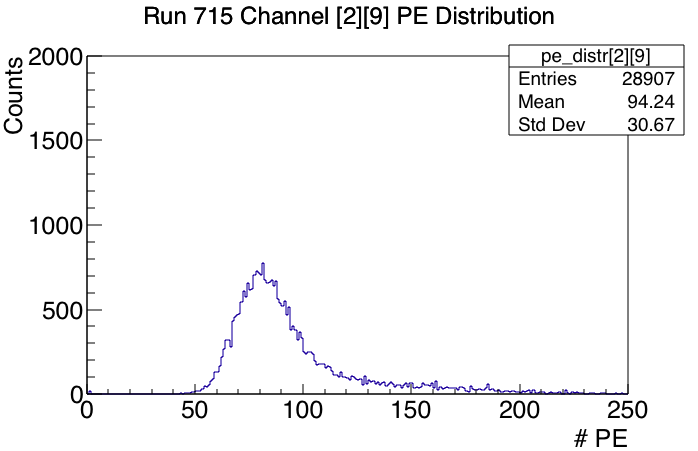 Run 715 Channel [2][9] PE Distribution
pe_distr[2][9]
Entries 28907
Mean 94.24
Std Dev 30.67
Counts
2000
1500
1000
500
0
0 50 100 150 200 250
# PE